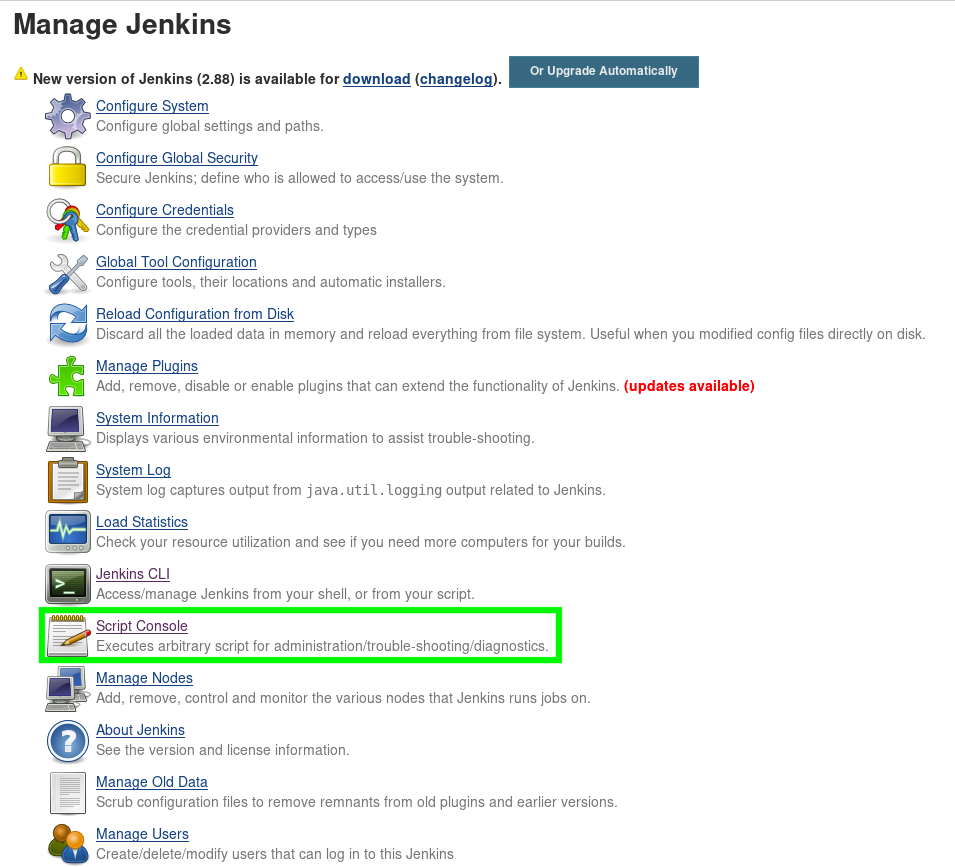 Manage Jenkins
New version of Jenkins (2.88) is available for download (changelog). Or Upgrade Automatically
Configure System
Configure global settings and paths.
Configure Global Security
Secure Jenkins; define who is allowed to access/use the system.
Configure Credentials
Configure the credential providers and types
Global Tool Configuration
Configure tools, their locations and automatic installers.
Reload Configuration from Disk
Discard all the loaded data in memory and reload everything from file system. Useful when you modified config files directly on disk.
Manage Plugins
Add, remove, disable or enable plugins that can extend the functionality of Jenkins. (updates available)
System Information
Displays various environmental information to assist trouble-shooting.
System Log
System log captures output from java.util.logging output related to Jenkins.
Load Statistics
Check your resource utilization and see if you need more computers for your builds.
Jenkins CLI
Access/manage Jenkins from your shell, or from your script.
Script Console
Executes arbitrary script for administration/trouble-shooting/diagnostics.
Manage Nodes
Add, remove, control and monitor the various nodes that Jenkins runs jobs on.
About Jenkins
See the version and license information.
Manage Old Data
Scrub configuration files to remove remnants from old plugins and earlier versions.
Manage Users
Create/delete/modify users that can log in to this Jenkins